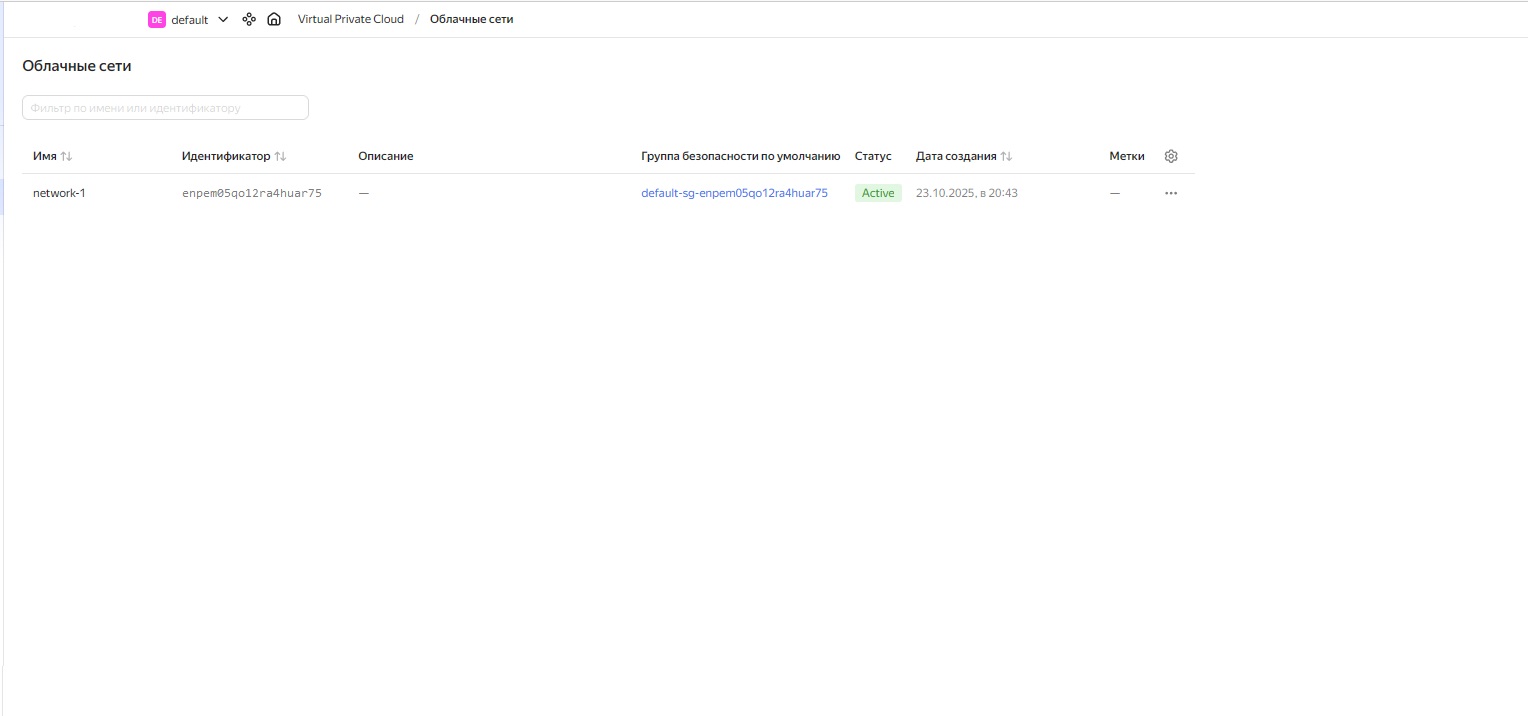 DE default Virtual Private Cloud / Облачные сети
Облачные сети
Фильтр по имени или идентификатору
Имя Идентификатор Описание Группа безопасности по умолчанию Статус Дата создания Метки
network-1 enpem05qo12ra4huar75 — default-sg-enpem05qo12ra4huar75 Active 23.10.2025, в 20:43 —